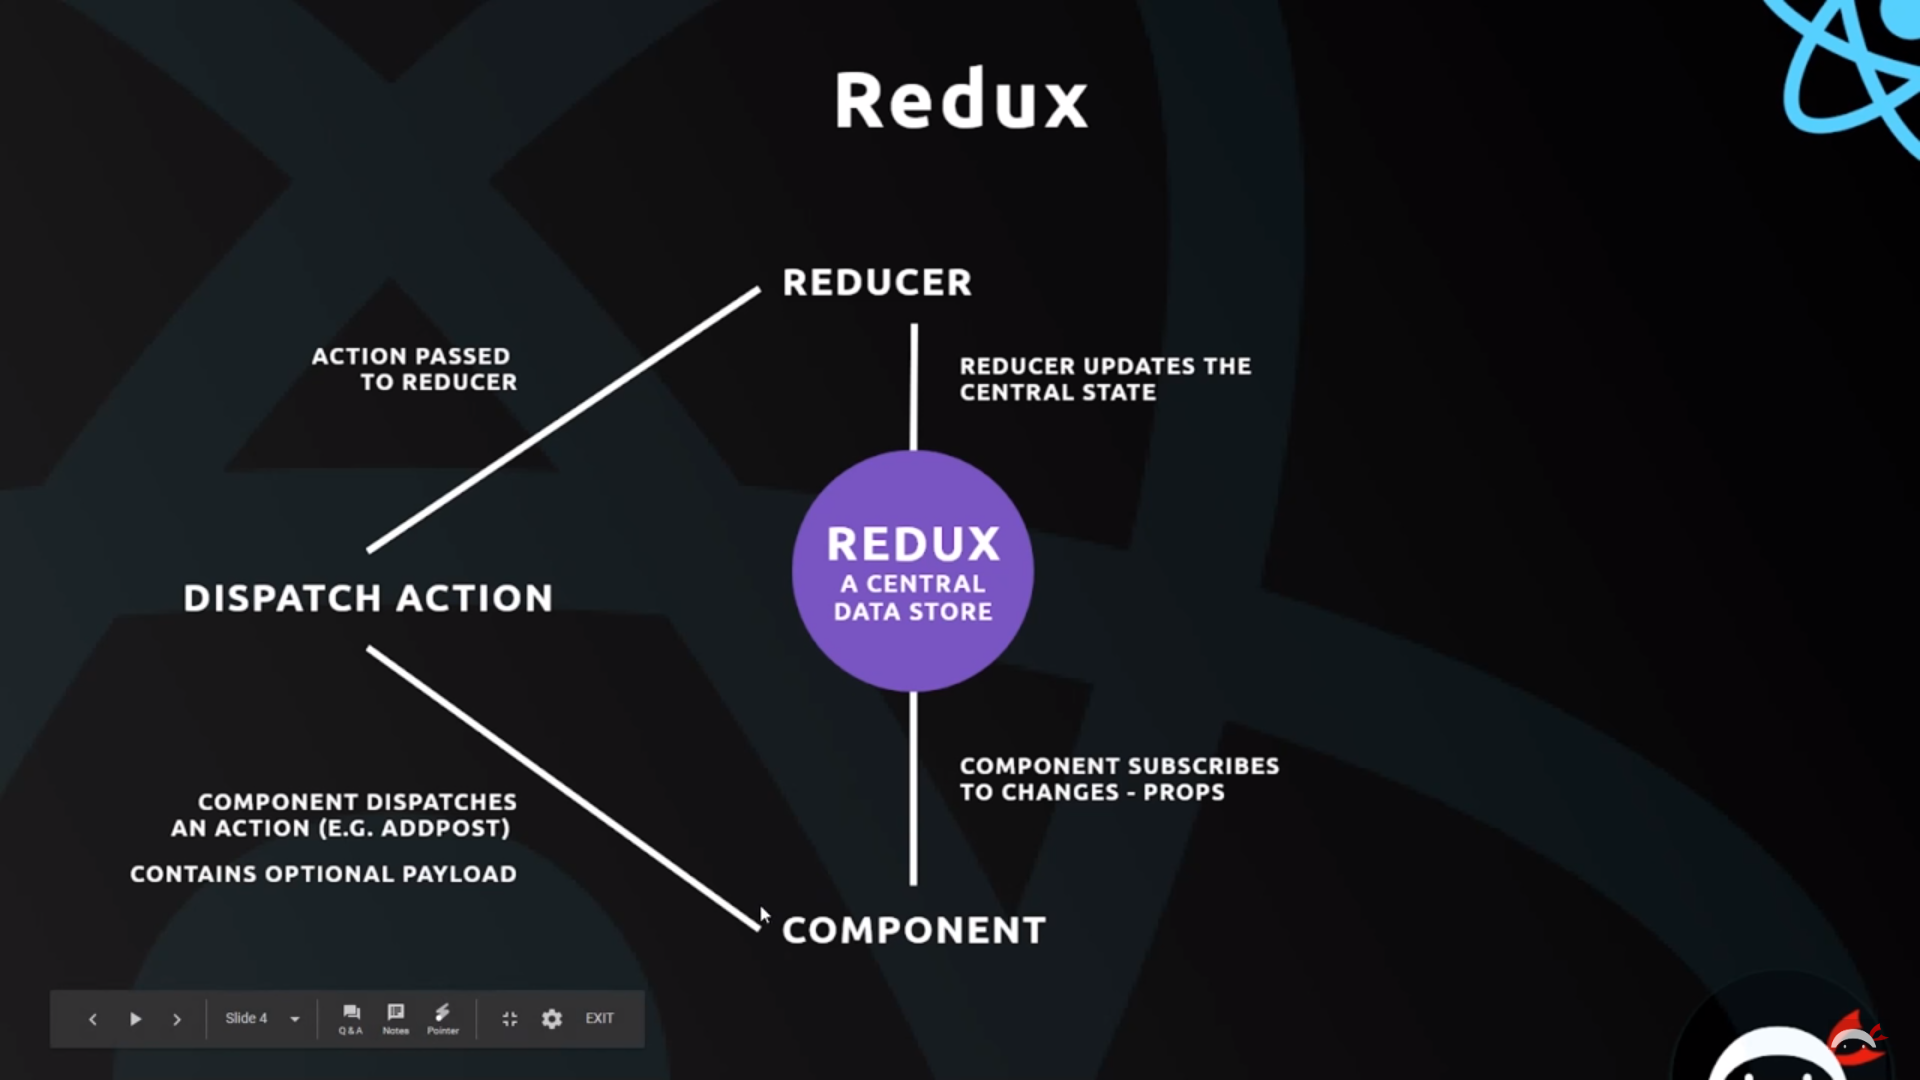 Redux
REDUCER
ACTION PASSED
TO REDUCER
REDUCER UPDATES THE
CENTRAL STATE
REDUX
A CENTRAL
DATA STORE
DISPATCH ACTION
COMPONENT SUBSCRIBES
TO CHANGES - PROPS
COMPONENT DISPATCHES
AN ACTION (E.G. ADDPOST)
CONTAINS OPTIONAL PAYLOAD
COMPONENT
Slide 4
Q&A
Notes
Pointer
EXIT